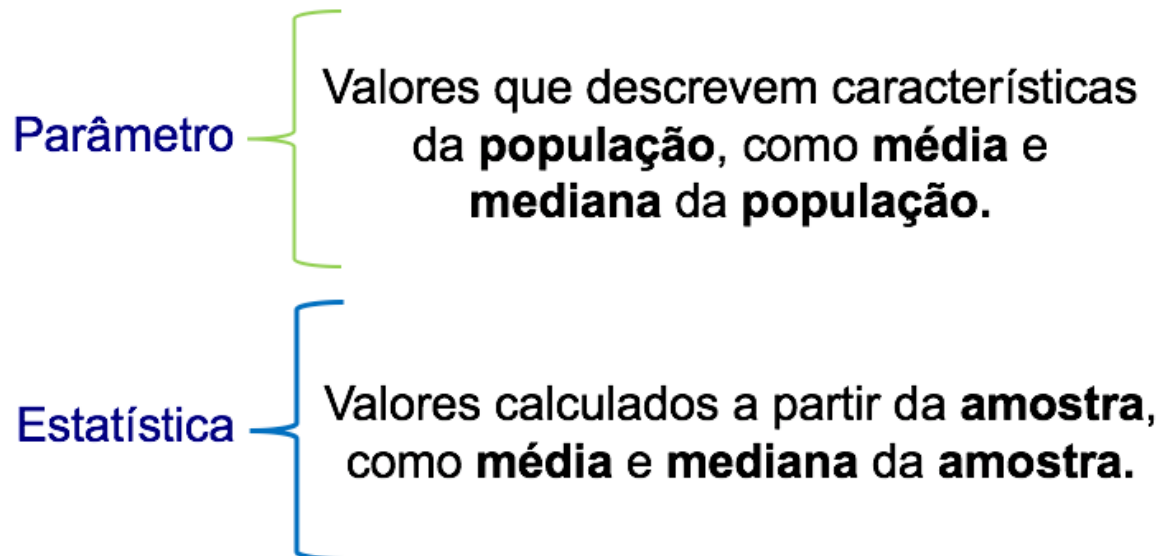 Parâmetro
Valores que descrevem características
da população, como média e
mediana da população.
Estatística
Valores calculados a partir da amostra,
como média e mediana da amostra.